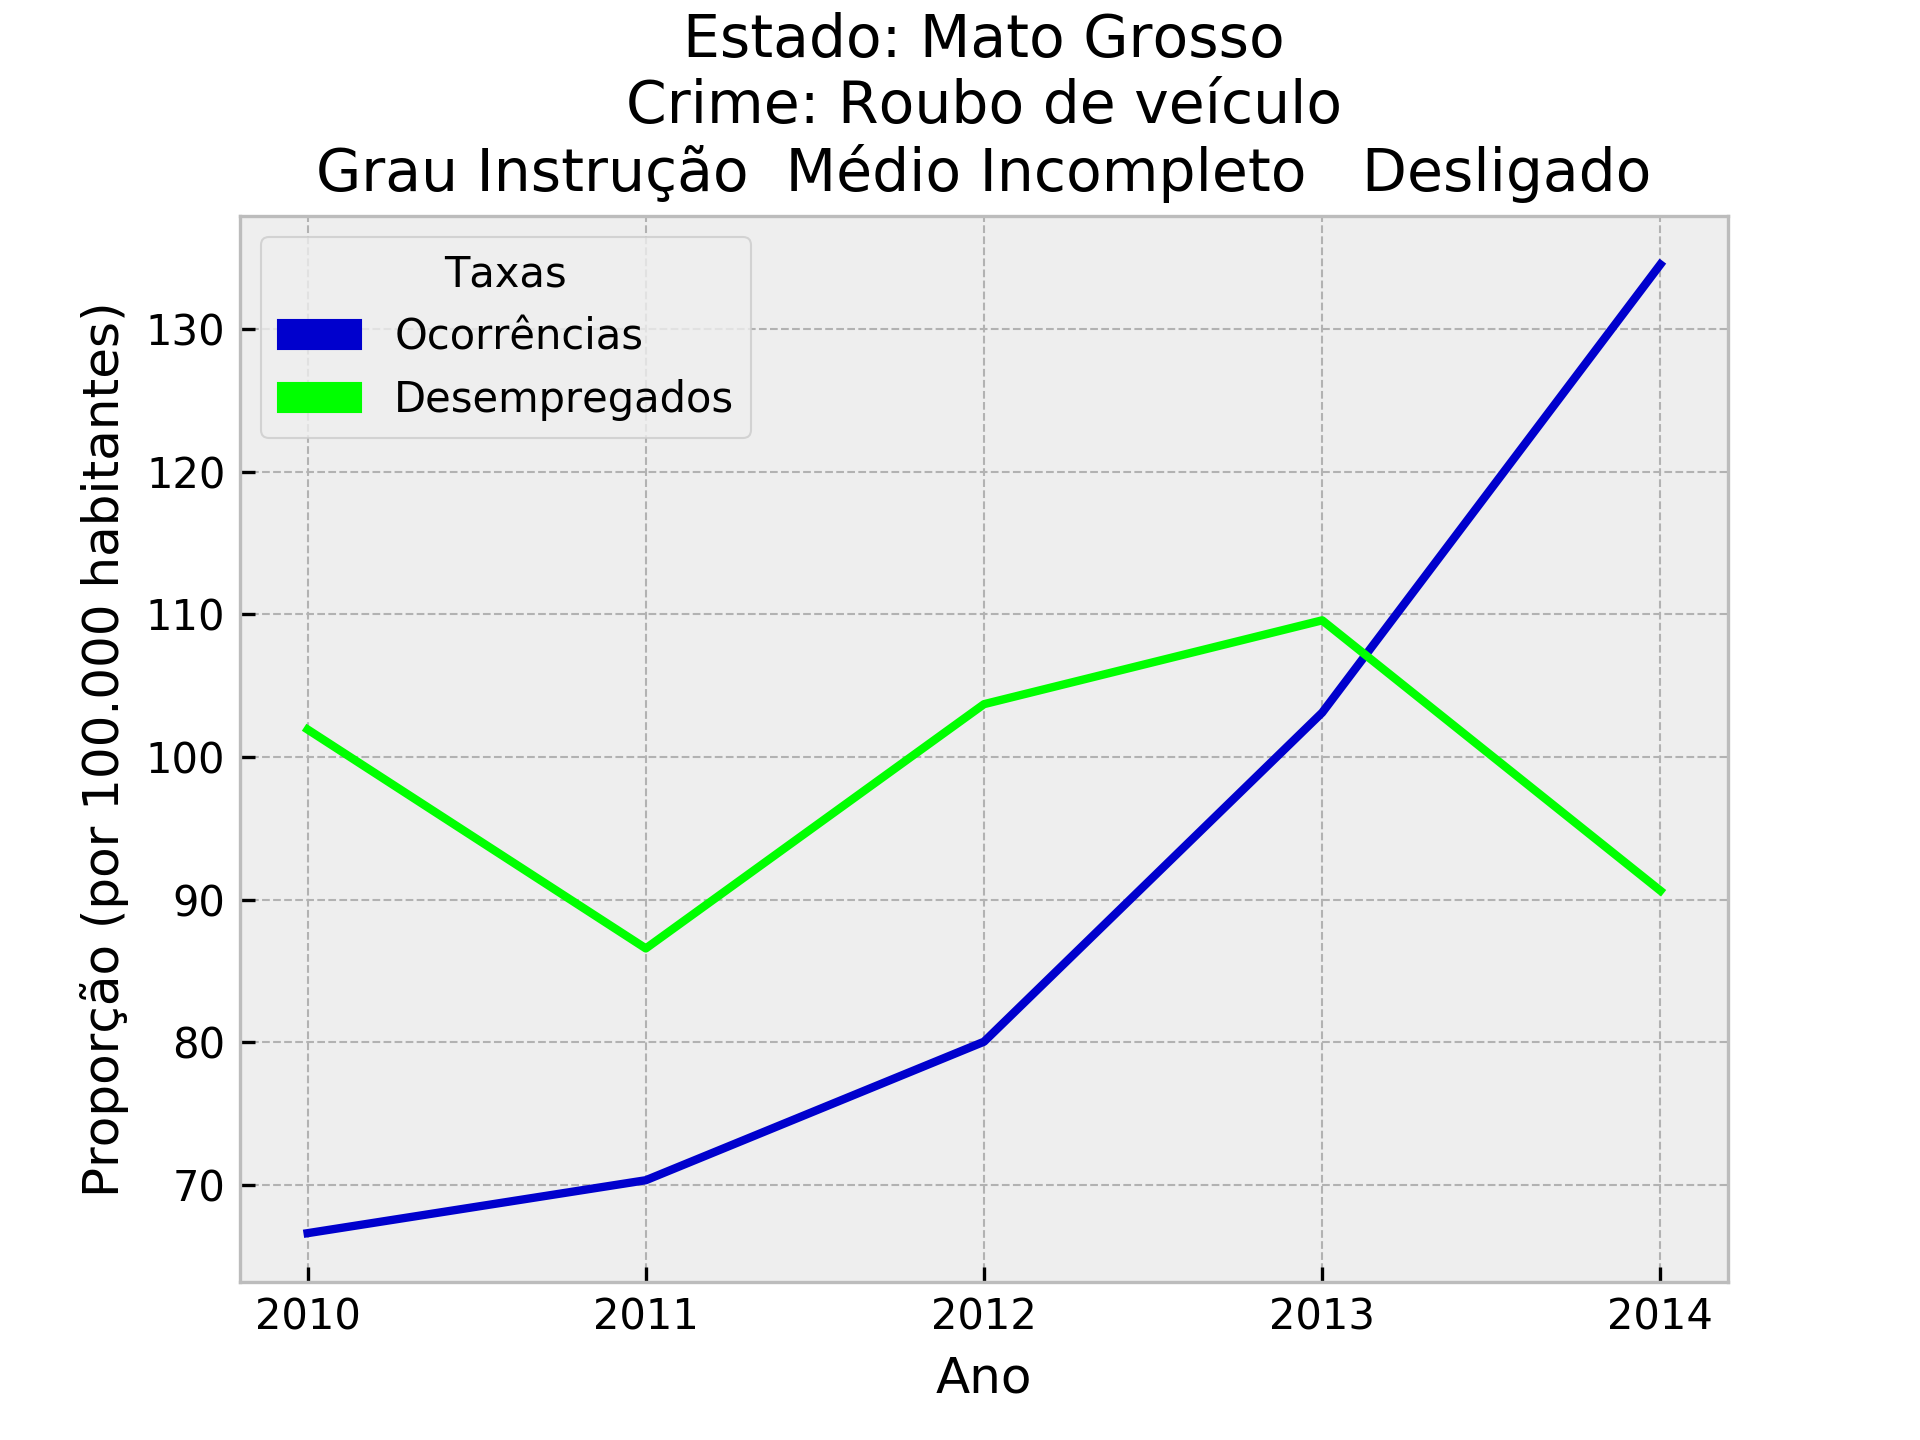 Estado: Mato Grosso
Crime: Roubo de veículo
Grau Instrução  Médio Incompleto   Desligado
Taxas
Ocorrências
Desempregados
Proporção (por 100.000 habitantes)
130
120
110
100
90
80
70
2010 2011 2012 2013 2014
Ano